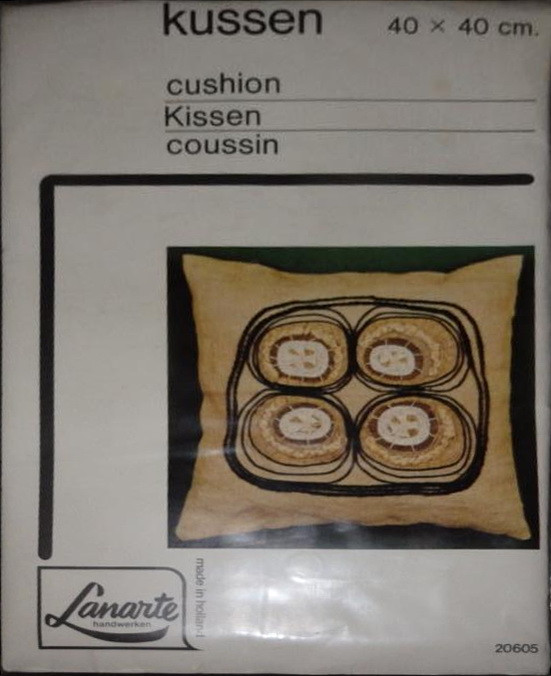 kussen 40 × 40 cm.
cushion
Kissen
coussin
Lanarte
handwerken
made in holland
20605